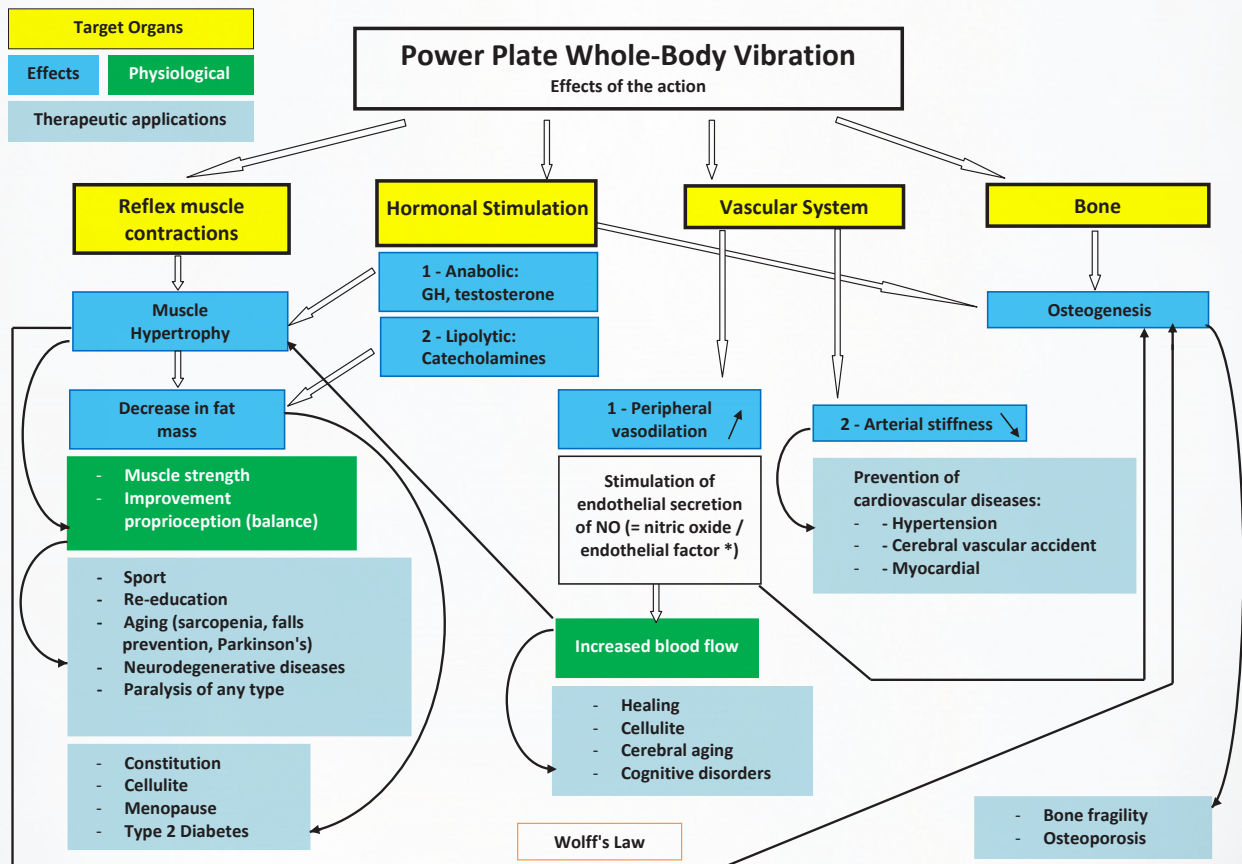 Target Organs
Effects
Physiological
Therapeutic applications
Power Plate Whole-Body Vibration
Effects of the action
Reflex muscle
contractions
Hormonal Stimulation
Vascular System
Bone
1 - Anabolic:
GH, testosterone
2 - Lipolytic:
Catecholamines
Muscle
Hypertrophy
Osteogenesis
Decrease in fat
mass
1 - Peripheral
vasodilation
2 - Arterial stiffness
- Muscle strength
- Improvement
proprioception (balance)
Stimulation of
endothelial secretion
of NO (= nitric oxide /
endothelial factor *)
Prevention of
cardiovascular diseases:
- - Hypertension
- - Cerebral vascular accident
- - Myocardial
- Sport
- Re-education
- Aging (sarcopenia, falls
prevention, Parkinson's)
- Neurodegenerative diseases
- Paralysis of any type
Increased blood flow
- Healing
- Cellulite
- Cerebral aging
- Cognitive disorders
- Constitution
- Cellulite
- Menopause
- Type 2 Diabetes
Wolff's Law
- Bone fragility
- Osteoporosis